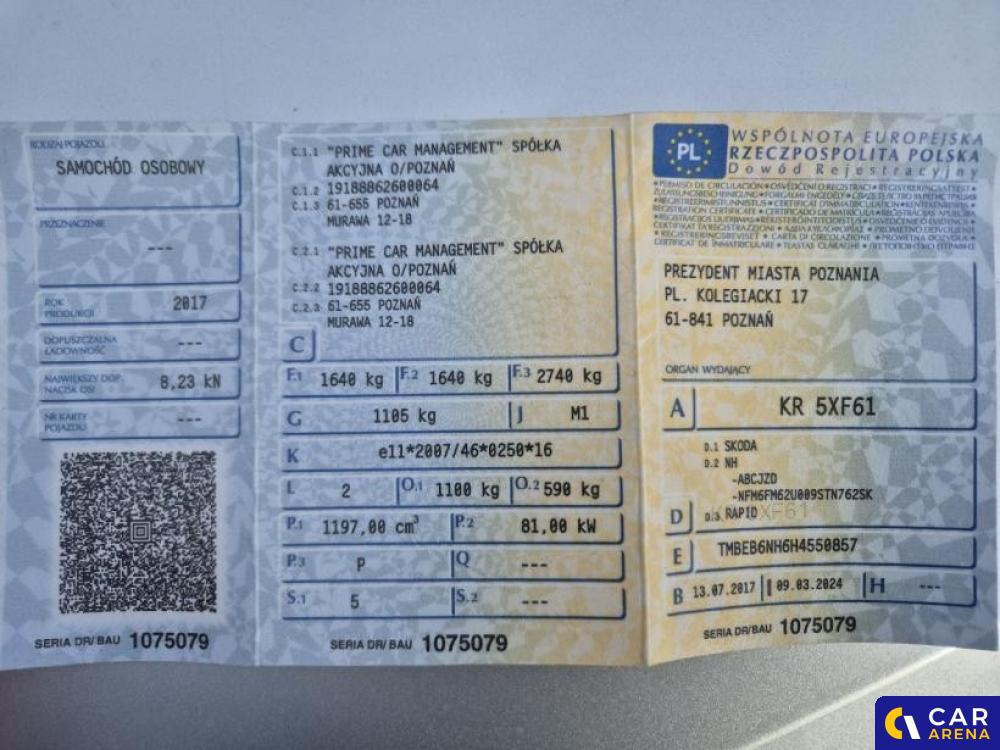 RODZAJ POJAZDU
SAMOCHÓD OSOBOWY
PRZEZNACZENIE
---
ROK PRODUKCJI
2017
DOPUSZCZALNA ŁADOWNOŚĆ
---
NAJWIĘKSZY DOP. NACISK OSI
8,23 kN
NR KARTY POJAZDU
---
SERIA DR/BAU 1075079
C.1.1 "PRIME CAR MANAGEMENT" SPÓŁKA
AKCYJNA O/POZNAŃ
C.1.2 19188862600064
C.1.3 61-655 POZNAŃ
MURAWA 12-18
C.2.1 "PRIME CAR MANAGEMENT" SPÓŁKA
AKCYJNA O/POZNAŃ
C.2.2 19188862600064
C.2.3 61-655 POZNAŃ
MURAWA 12-18
C
F.1 1640 kg F.2 1640 kg F.3 2740 kg
G 1105 kg J M1
K e11*2007/46*0250*16
L 2 O.1 1100 kg O.2 590 kg
P.1 1197,00 cm³ P.2 81,00 kW
P.3 P Q ---
S.1 5 S.2 ---
SERIA DR/BAU 1075079
PL
WSPÓLNOTA EUROPEJSKA
RZECZPOSPOLITA POLSKA
Dowód Rejestracyjny
PREZYDENT MIASTA POZNANIA
PL. KOLEGIACKI 17
61-841 POZNAŃ
ORGAN WYDAJĄCY
A KR 5XF61
D.1 SKODA
D.2 NH
-ABCJZD
-NFM6FM62U009STN762SK
D D.3 RAPID
E TMBEB6NH6H4550857
B 13.07.2017 I 09.03.2024 H ---
SERIA DR/BAU 1075079
CAR
ARENA